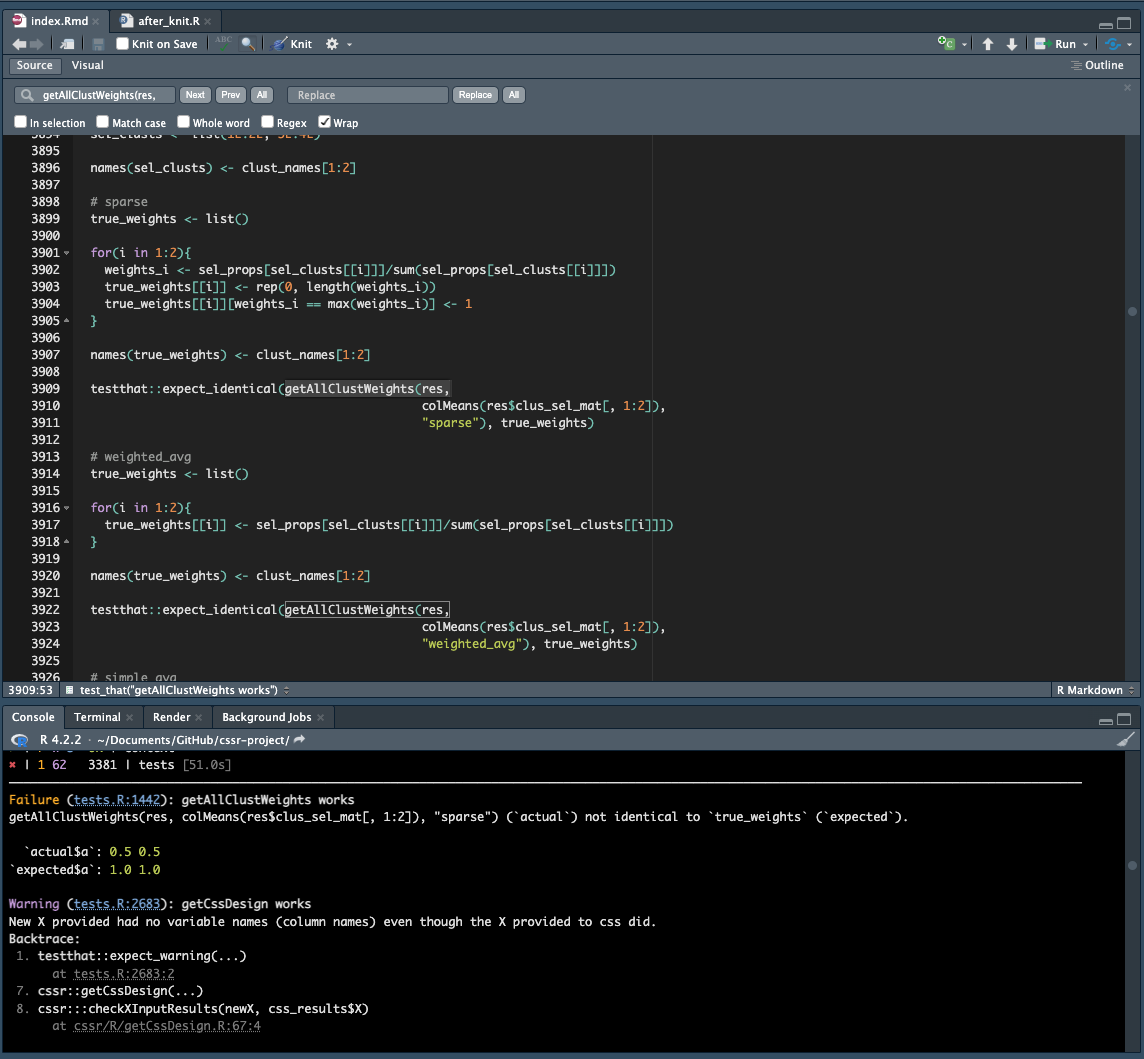 index.Rmd × after_knit.R ×
Knit on Save ABC Knit Run
Source Visual Outline
getAllClustWeights(res, Next Prev All Replace Replace All
In selection Match case Whole word Regex Wrap
3894 sel_clusts <- list(12:22, 32:42)
3895
3896 names(sel_clusts) <- clust_names[1:2]
3897
3898 # sparse
3899 true_weights <- list()
3900
3901 for(i in 1:2){
3902 weights_i <- sel_props[sel_clusts[[i]]]/sum(sel_props[sel_clusts[[i]]])
3903 true_weights[[i]] <- rep(0, length(weights_i))
3904 true_weights[[i]][weights_i == max(weights_i)] <- 1
3905 }
3906
3907 names(true_weights) <- clust_names[1:2]
3908
3909 testthat::expect_identical(getAllClustWeights(res,
3910 colMeans(res$clus_sel_mat[, 1:2]),
3911 "sparse"), true_weights)
3912
3913 # weighted_avg
3914 true_weights <- list()
3915
3916 for(i in 1:2){
3917 true_weights[[i]] <- sel_props[sel_clusts[[i]]]/sum(sel_props[sel_clusts[[i]]])
3918 }
3919
3920 names(true_weights) <- clust_names[1:2]
3921
3922 testthat::expect_identical(getAllClustWeights(res,
3923 colMeans(res$clus_sel_mat[, 1:2]),
3924 "weighted_avg"), true_weights)
3925
3926 # simple_avg
3909:53 test_that("getAllClustWeights works") R Markdown
Console Terminal × Render × Background Jobs ×
R 4.2.2 · ~/Documents/GitHub/cssr-project/
✖ | 1 62 3381 | tests [51.0s]
Failure (tests.R:1442): getAllClustWeights works
getAllClustWeights(res, colMeans(res$clus_sel_mat[, 1:2]), "sparse") (`actual`) not identical to `true_weights` (`expected`).
`actual$a`: 0.5 0.5
`expected$a`: 1.0 1.0
Warning (tests.R:2683): getCssDesign works
New X provided had no variable names (column names) even though the X provided to css did.
Backtrace:
1. testthat::expect_warning(...)
at tests.R:2683:2
7. cssr::getCssDesign(...)
8. cssr:::checkXInputResults(newX, css_results$X)
at cssr/R/getCssDesign.R:67:4